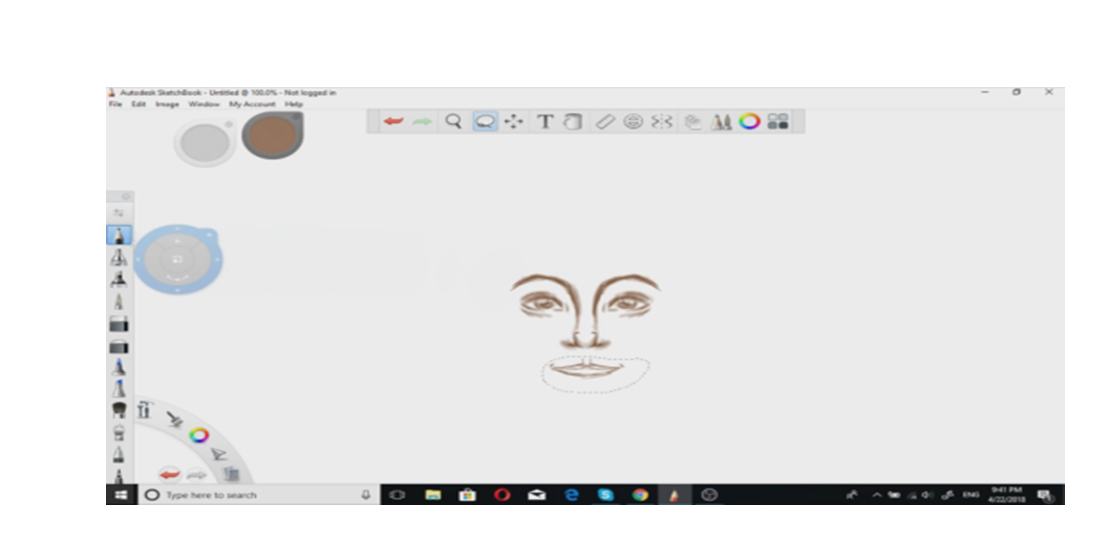 Autodesk SketchBook - Untitled @ 100.0% - Not logged in
File Edit Image Window My Account Help
T
Type here to search
ENG
9:41 PM
4/22/2018